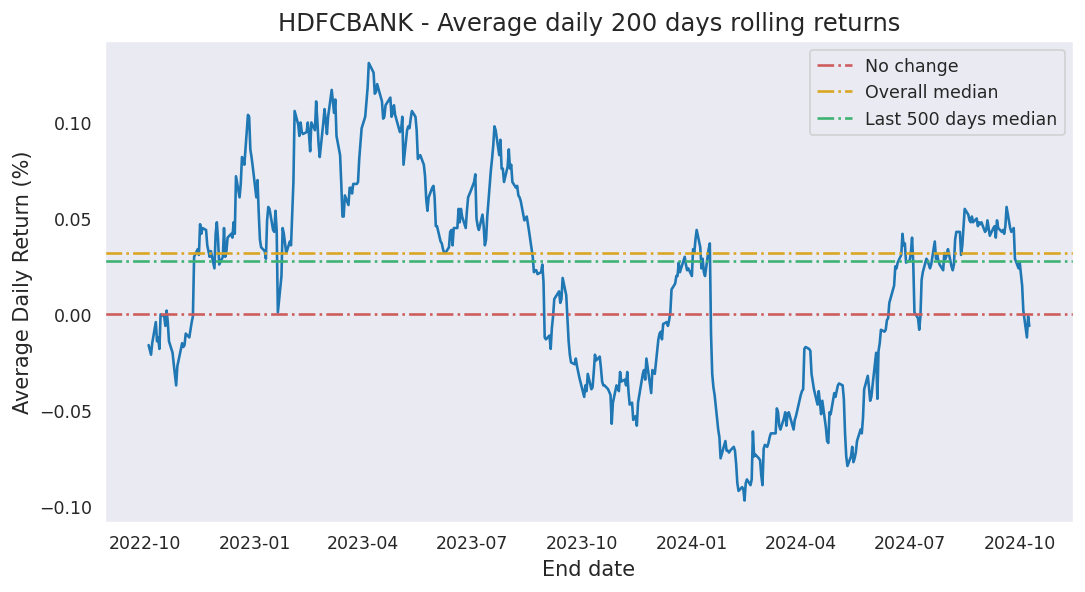 HDFCBANK - Average daily 200 days rolling returns
No change
Overall median
Last 500 days median
Average Daily Return (%)
0.10
0.05
0.00
−0.05
−0.10
2022-10 2023-01 2023-04 2023-07 2023-10 2024-01 2024-04 2024-07 2024-10
End date